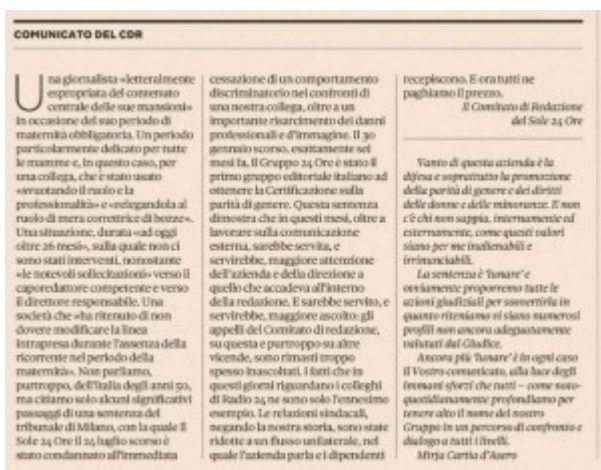 COMUNICATO DEL CDR
Una giornalista «letteralmente
espropriata del contenuto
centrale delle sue mansioni»
in occasione del suo periodo di
maternità obbligatoria. Un periodo
particolarmente delicato per tutte
le mamme e, in questo caso, per
una collega, che è stato usato
«svuotando il ruolo e la
professionalità» e «relegandola al
ruolo di mera correttrice di bozze».
Una situazione, durata «ad oggi
oltre 26 mesi», sulla quale non ci
sono stati interventi, nonostante
«le notevoli sollecitazioni» verso il
caporedattore competente e verso
il direttore responsabile. Una
società che «ha ritenuto di non
dovere modificare la linea
intrapresa durante l'assenza della
ricorrente nel periodo della
maternità». Non parliamo,
purtroppo, dell'Italia degli anni 50,
ma citiamo solo alcuni significativi
passaggi di una sentenza del
tribunale di Milano, con la quale Il
Sole 24 Ore il 24 luglio scorso è
stato condannato all'immediata
cessazione di un comportamento
discriminatorio nei confronti di
una nostra collega, oltre a un
importante risarcimento dei danni
professionali e d'immagine. Il 30
gennaio scorso, esattamente sei
mesi fa, il Gruppo 24 Ore è stato il
primo gruppo editoriale italiano ad
ottenere la Certificazione sulla
parità di genere. Questa sentenza
dimostra che in questi mesi, oltre a
lavorare sulla comunicazione
esterna, sarebbe servita, e
servirebbe, maggiore attenzione
dell'azienda e della direzione a
quello che accadeva all'interno
della redazione. E sarebbe servito, e
servirebbe, maggiore ascolto: gli
appelli del Comitato di redazione,
su questa e purtroppo su altre
vicende, sono rimasti troppo
spesso inascoltati. I fatti che in
questi giorni riguardano i colleghi
di Radio 24 ne sono solo l'ennesimo
esempio. Le relazioni sindacali,
negando la nostra storia, sono state
ridotte a un flusso unilaterale, nel
quale l'azienda parla e i dipendenti
recepiscono. E ora tutti ne
paghiamo il prezzo.
Il Comitato di Redazione
del Sole 24 Ore
Vanto di questa azienda è la
difesa e soprattutto la promozione
della parità di genere e dei diritti
delle donne e delle minoranze. E non
c'è chi non sappia, internamente ed
esternamente, come questi valori
siano per me inalienabili e
irrinunciabili.
La sentenza è 'lunare' e
ovviamente proporremo tutte le
azioni giudiziali per sovvertirla in
quanto riteniamo vi siano numerosi
profili non ancora adeguatamente
valutati dal Giudice.
Ancora più 'lunare' è in ogni caso
il Vostro comunicato, alla luce degli
immani sforzi che tutti – come noto-
quotidianamente profondiamo per
tenere alto il nome del nostro
Gruppo in un percorso di confronto e
dialogo a tutti i livelli.
Mirja Cartia d'Asero